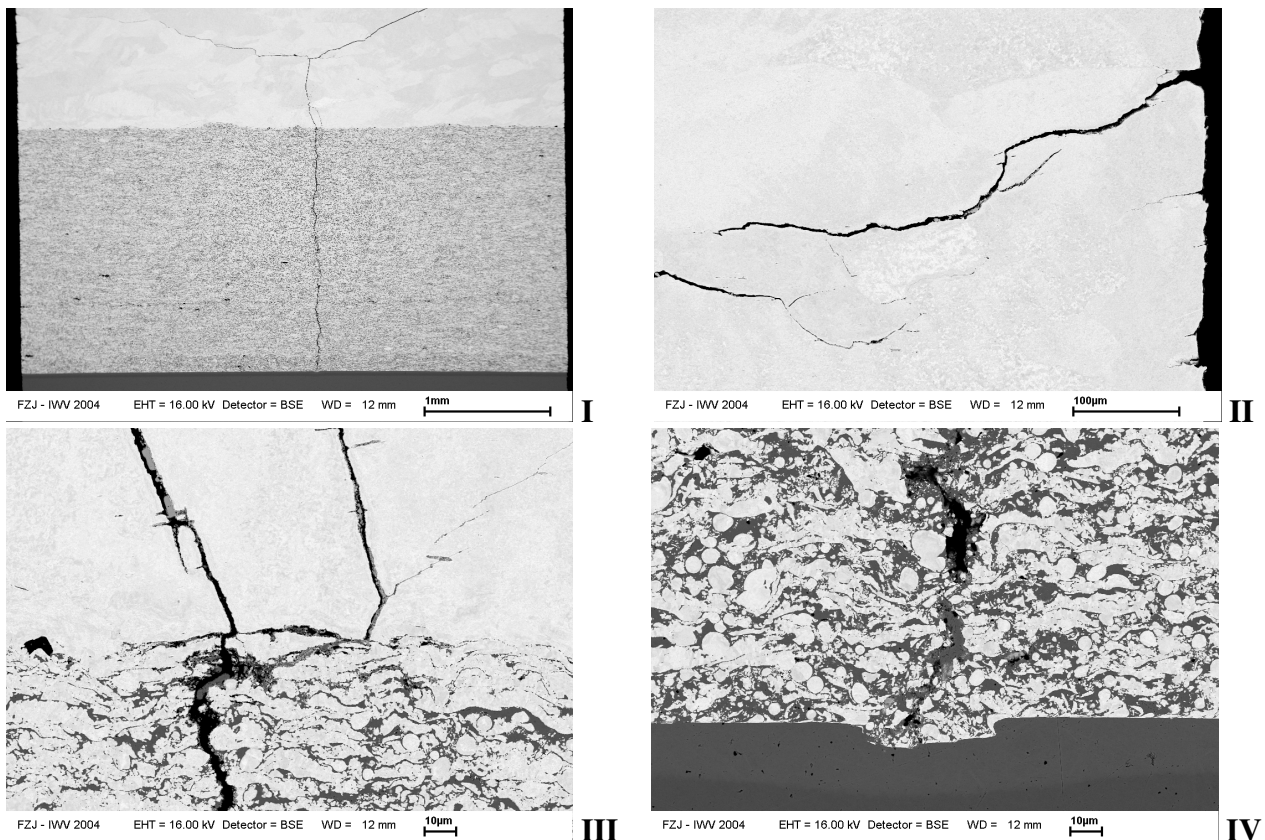 1mm
FZJ - IWV 2004 EHT = 16.00 kV Detector = BSE WD = 12 mm
I
100µm
FZJ - IWV 2004 EHT = 16.00 kV Detector = BSE WD = 12 mm
II
10µm
FZJ - IWV 2004 EHT = 16.00 kV Detector = BSE WD = 12 mm
III
10µm
FZJ - IWV 2004 EHT = 16.00 kV Detector = BSE WD = 12 mm
IV